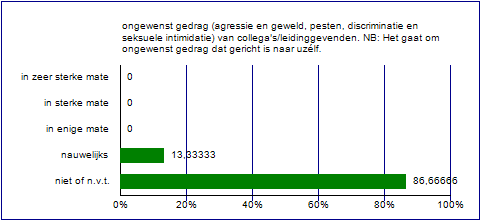 ongewenst gedrag (agressie en geweld, pesten, discriminatie en
seksuele intimidatie) van collega's/leidinggevenden. NB: Het gaat om
ongewenst gedrag dat gericht is naar uzélf.
in zeer sterke mate 0
in sterke mate 0
in enige mate 0
nauwelijks 13,33333
niet of n.v.t. 86,66666
0% 20% 40% 60% 80% 100%